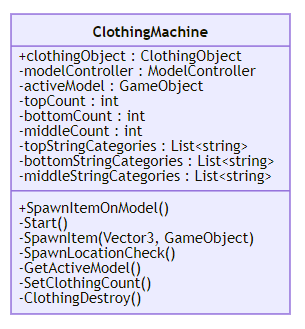 ClothingMachine
+clothingObject : ClothingObject
-modelController : ModelController
-activeModel : GameObject
-topCount : int
-bottomCount : int
-middleCount : int
-topStringCategories : List<string>
-bottomStringCategories : List<string>
-middleStringCategories : List<string>
+SpawnItemOnModel()
-Start()
-SpawnItem(Vector3, GameObject)
-SpawnLocationCheck()
-GetActiveModel()
-SetClothingCount()
-ClothingDestroy()